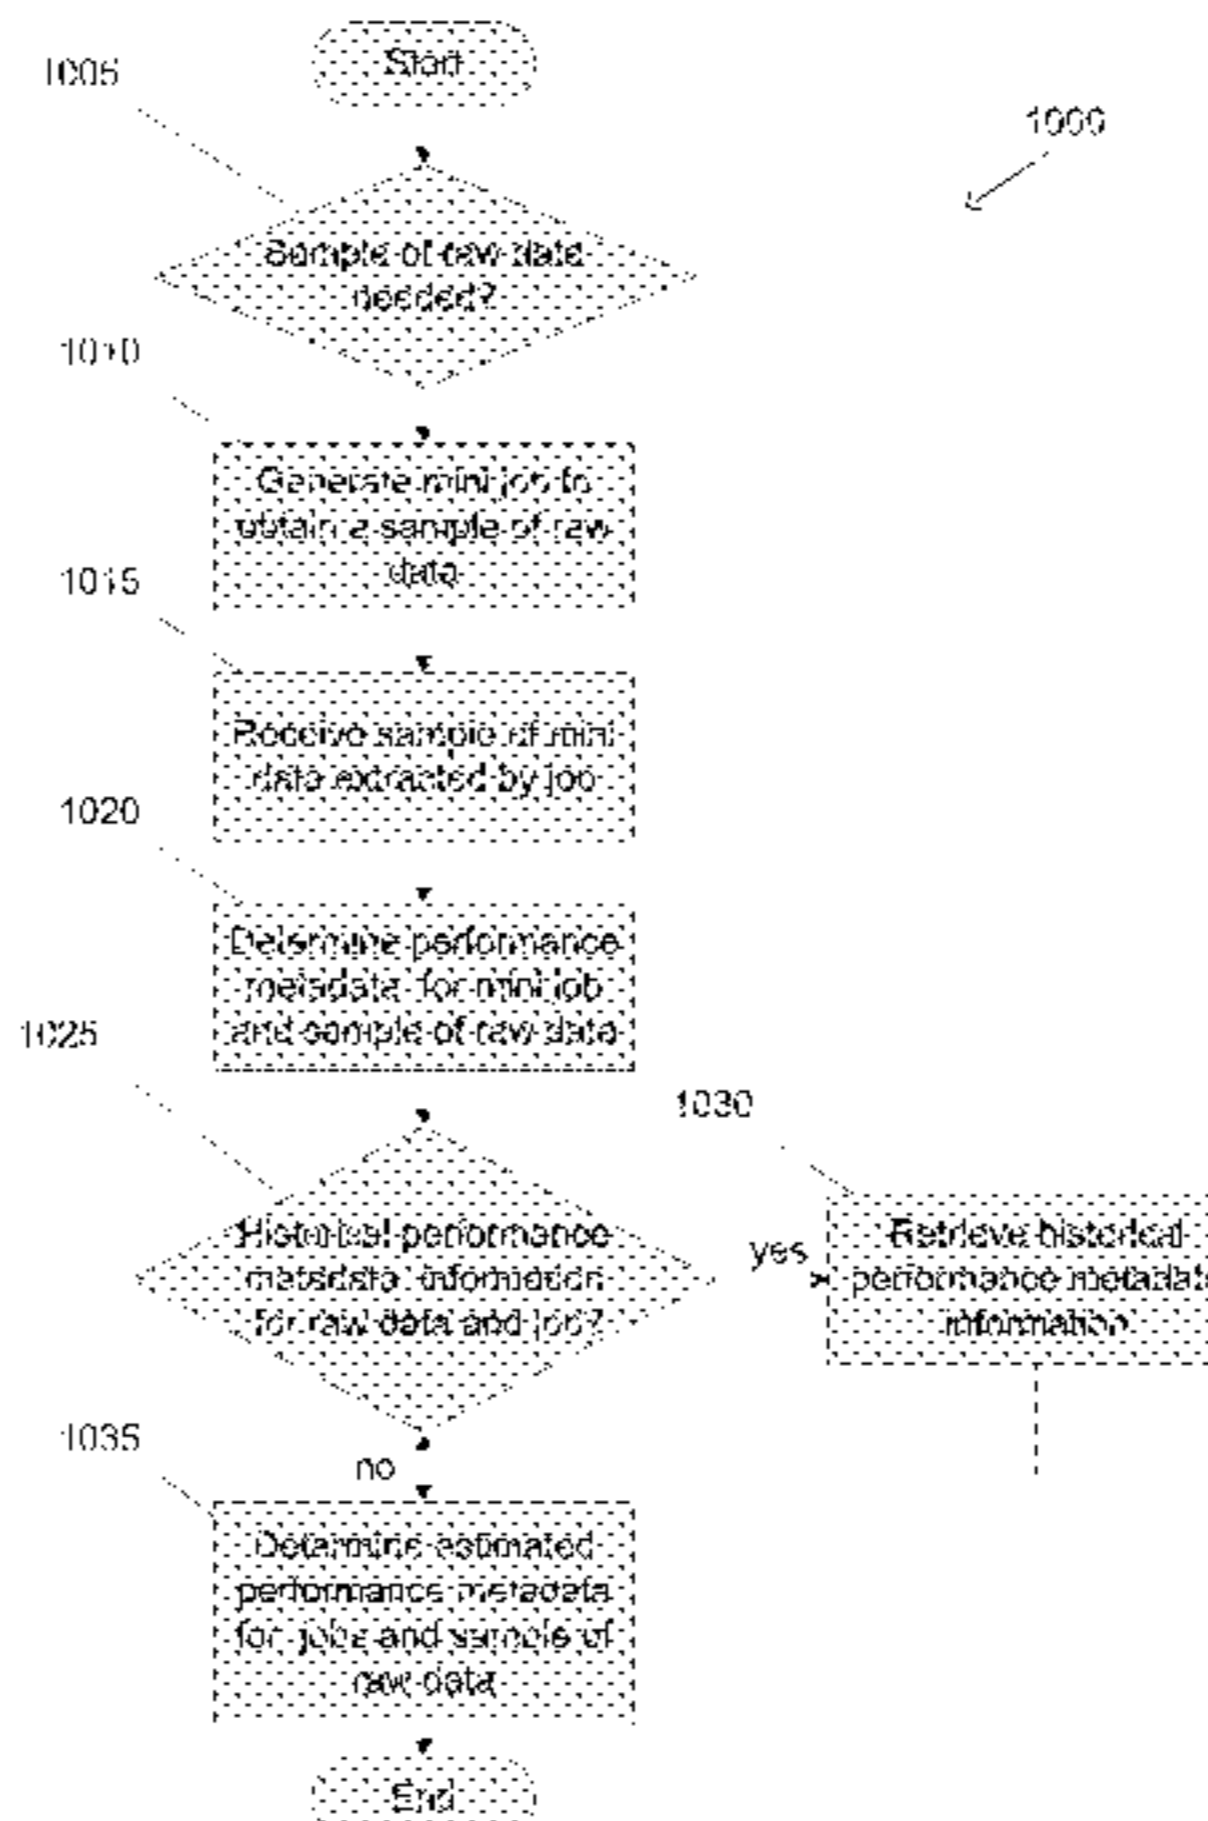 1005
Start
1000
Sample of raw data
needed?
1010
Generate mini job to
obtain a sample of raw
data
1015
Receive sample of mini
data extracted by job
1020
Determine performance
metadata for mini job
and sample of raw data
1025
1030
Historical performance
metadata information
for raw data and job?
yes
Retrieve historical
performance metadata
information
1035
no
Determine estimated
performance metadata
for jobs and sample of
raw data
End